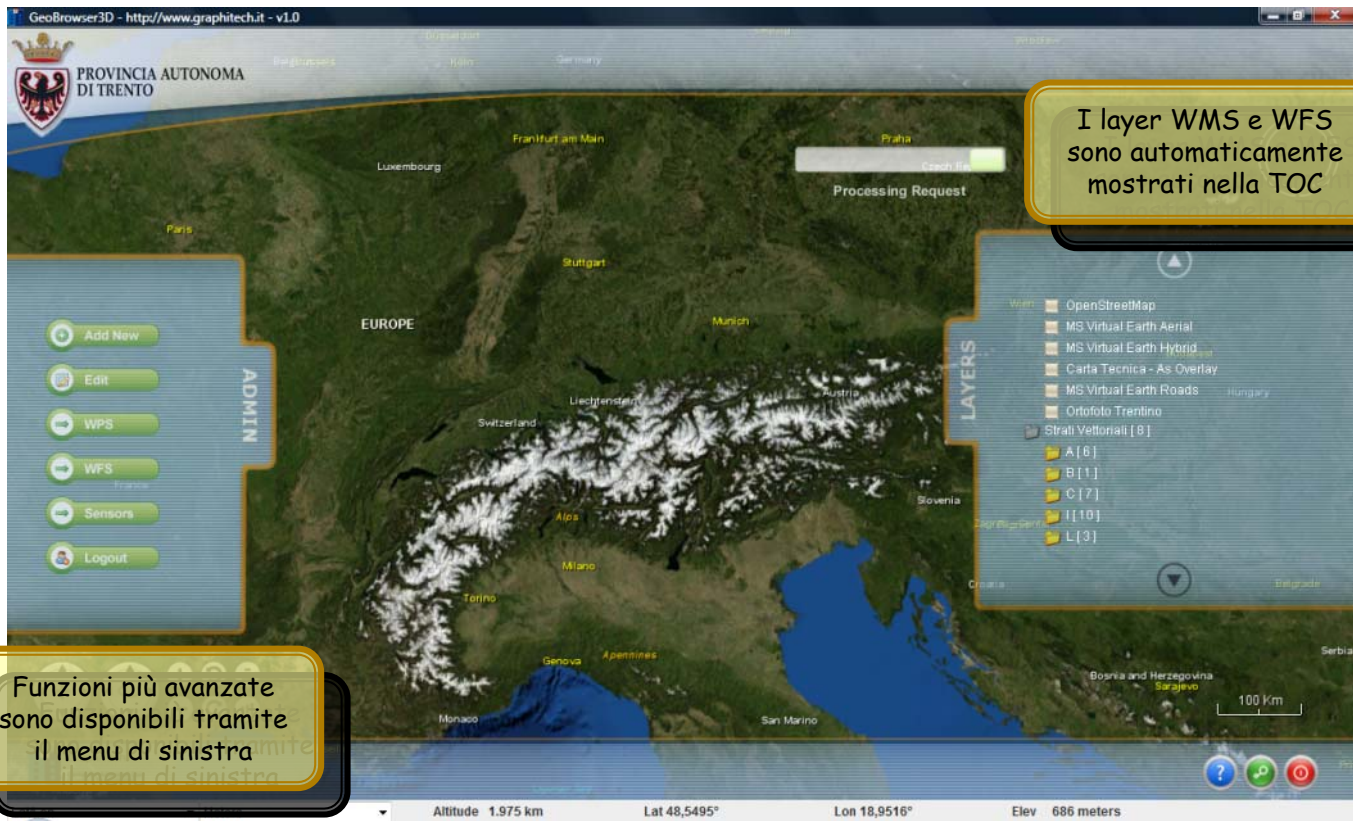 GeoBrowser3D - http://www.graphitech.it - v1.0
PROVINCIA AUTONOMA
DI TRENTO
Köln
Germany
Frankfurt am Main
Praha
Luxembourg
Processing Request
I layer WMS e WFS
sono automaticamente
mostrati nella TOC
Paris
Stuttgart
Munich
EUROPE
Add New
Edit
WPS
WFS
France
Sensors
Logout
ADMIN
LAYERS
Wien
OpenStreetMap
MS Virtual Earth Aerial
MS Virtual Earth Hybrid
Carta Tecnica - As Overlay
MS Virtual Earth Roads
Hungary
Ortofoto Trentino
Strati Vettoriali [ 8 ]
A [ 6 ]
B [ 1 ]
C [ 7 ]
I [ 10 ]
L [ 3 ]
Liechtenstein
Austria
Switzerland
Slovenia
Alps
Milano
Torino
Croatia
Belgrade
Genova
Apennines
Serbia
Bosnia and Herzegovina
Sarajevo
Monaco
San Marino
100 Km
Funzioni più avanzate
sono disponibili tramite
il menu di sinistra
Altitude 1.975 km
Lat 48,5495°
Lon 18,9516°
Elev 686 meters